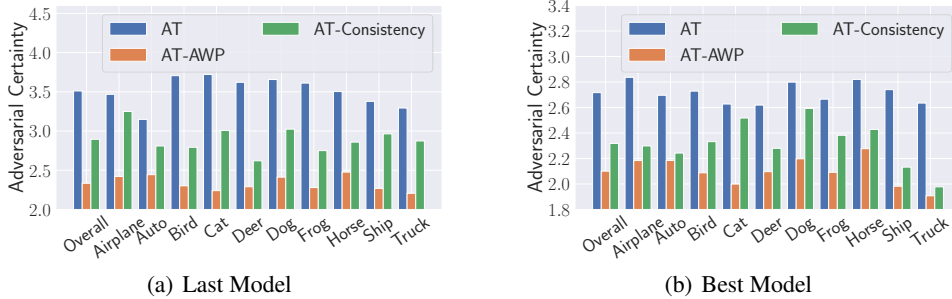 4.5
4.0
3.5
3.0
2.5
2.0
Adversarial Certainty
AT
AT-AWP
AT-Consistency
Overall
Airplane
Auto
Bird
Cat
Deer
Dog
Frog
Horse
Ship
Truck
(a) Last Model
3.4
3.2
3.0
2.8
2.6
2.4
2.2
2.0
1.8
Adversarial Certainty
AT
AT-AWP
AT-Consistency
Overall
Airplane
Auto
Bird
Cat
Deer
Dog
Frog
Horse
Ship
Truck
(b) Best Model